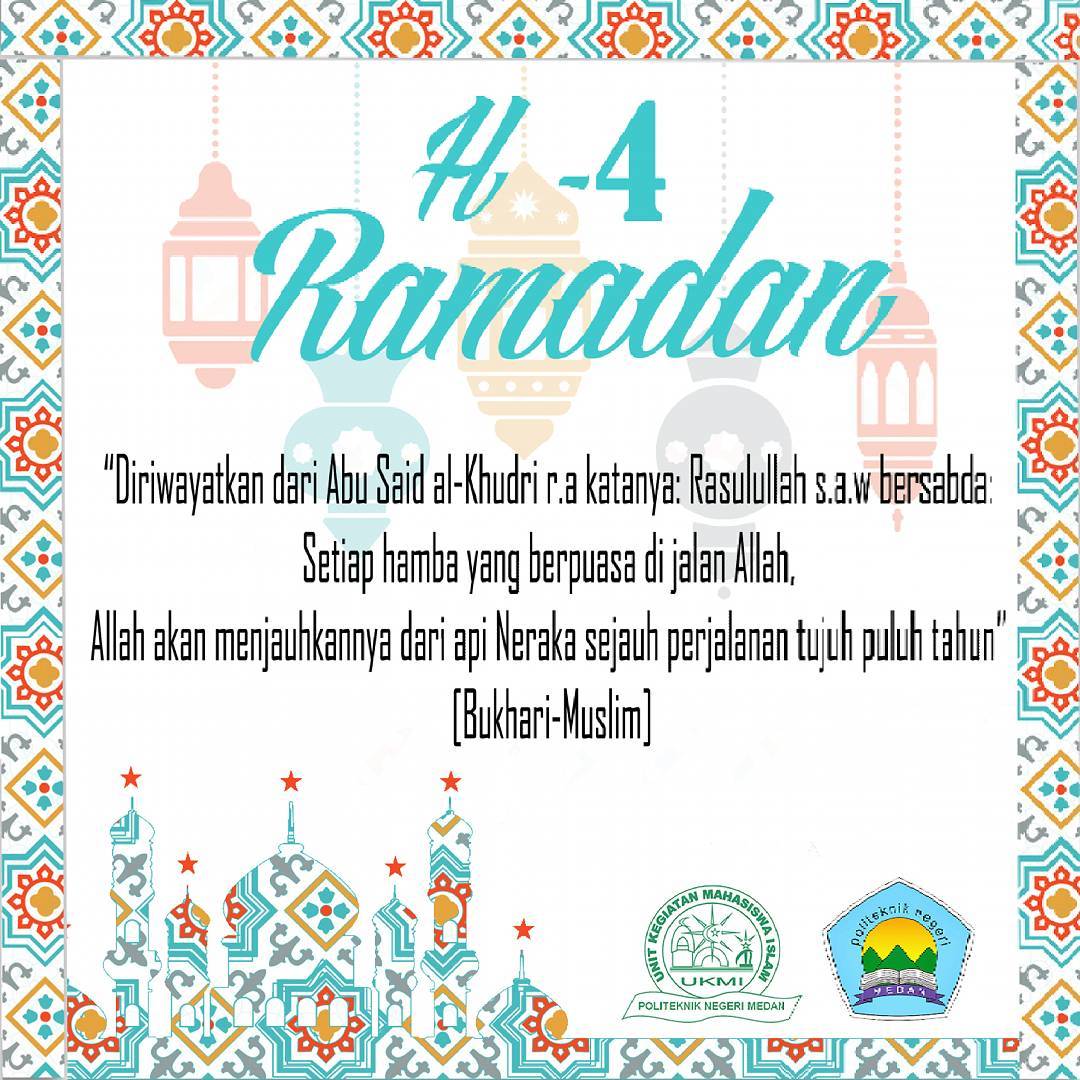 H -4
Ramadan
“Diriwayatkan dari Abu Said al-Khudri r.a katanya: Rasulullah s.a.w bersabda:
Setiap hamba yang berpuasa di jalan Allah,
Allah akan menjauhkannya dari api Neraka sejauh perjalanan tujuh puluh tahun”
[Bukhari-Muslim]
UNIT KEGIATAN MAHASISWA ISLAM
UKMI
POLITEKNIK NEGERI MEDAN
politeknik negeri
MEDAN